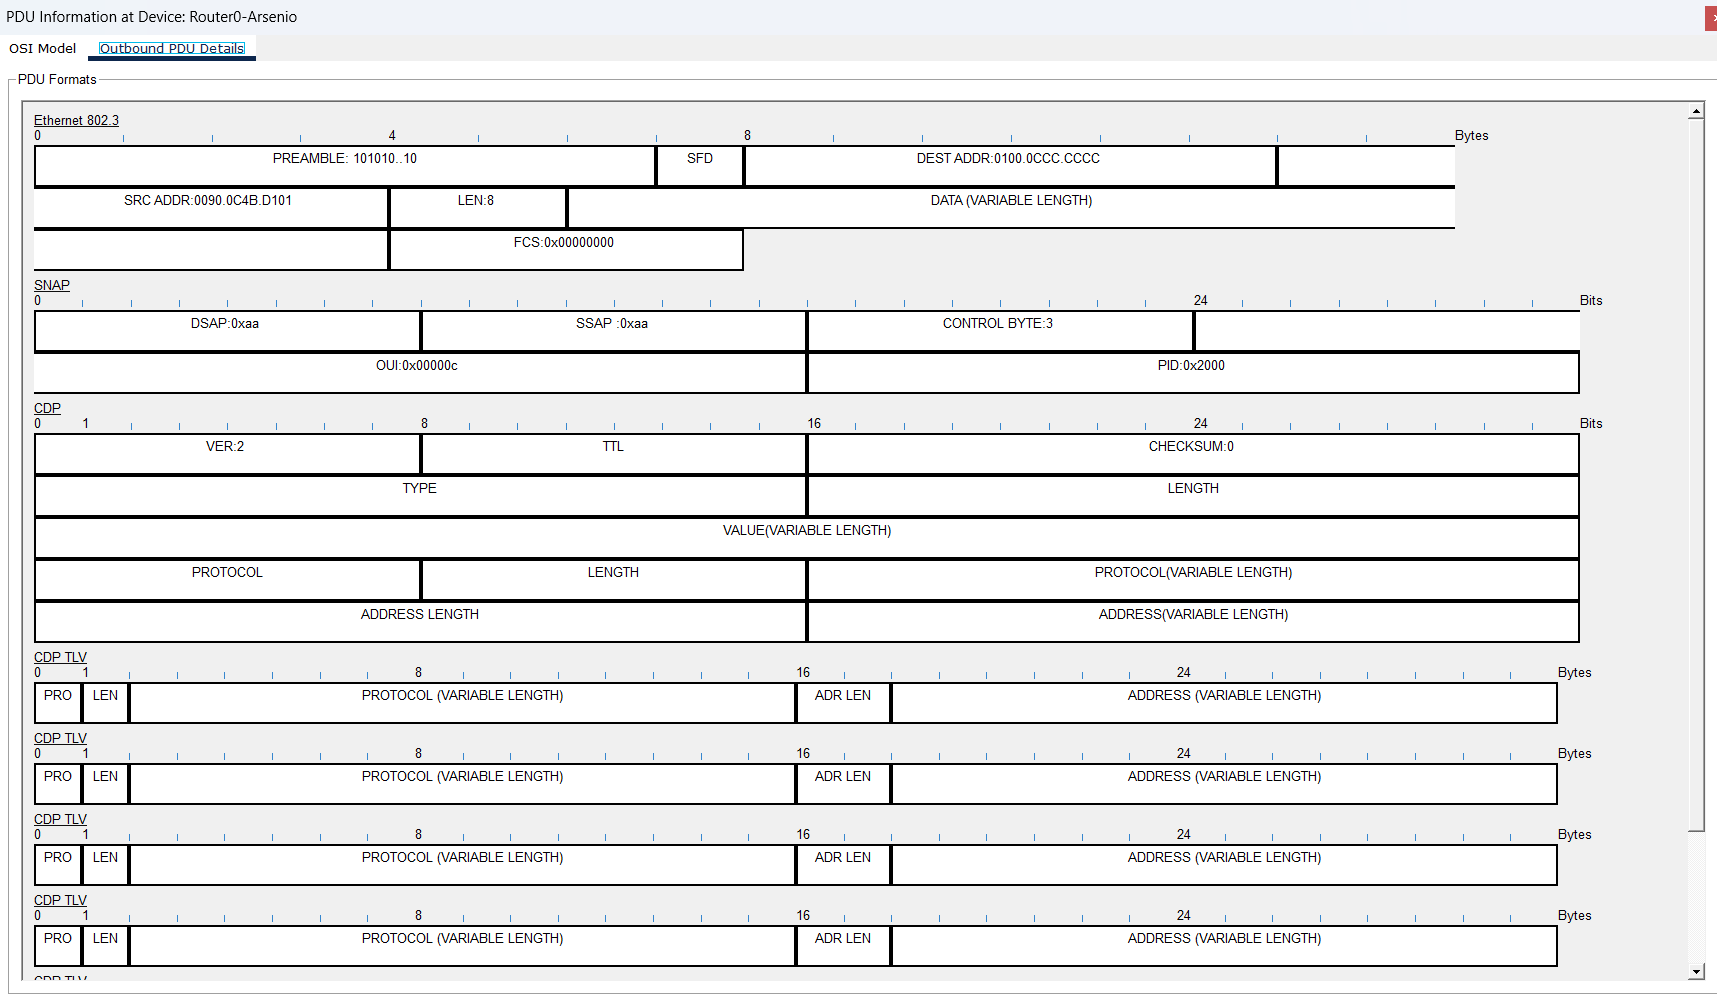 PDU Information at Device: Router0-Arsenio
OSI Model Outbound PDU Details
PDU Formats
Ethernet 802.3
0 4 8 Bytes
PREAMBLE: 101010..10 SFD DEST ADDR:0100.0CCC.CCCC
SRC ADDR:0090.0C4B.D101 LEN:8 DATA (VARIABLE LENGTH)
FCS:0x00000000
SNAP
0 24 Bits
DSAP:0xaa SSAP :0xaa CONTROL BYTE:3
OUI:0x00000c PID:0x2000
CDP
0 1 8 16 24 Bits
VER:2 TTL CHECKSUM:0
TYPE LENGTH
VALUE(VARIABLE LENGTH)
PROTOCOL LENGTH PROTOCOL(VARIABLE LENGTH)
ADDRESS LENGTH ADDRESS(VARIABLE LENGTH)
CDP TLV
0 1 8 16 24 Bytes
PRO LEN PROTOCOL (VARIABLE LENGTH) ADR LEN ADDRESS (VARIABLE LENGTH)
CDP TLV
0 1 8 16 24 Bytes
PRO LEN PROTOCOL (VARIABLE LENGTH) ADR LEN ADDRESS (VARIABLE LENGTH)
CDP TLV
0 1 8 16 24 Bytes
PRO LEN PROTOCOL (VARIABLE LENGTH) ADR LEN ADDRESS (VARIABLE LENGTH)
CDP TLV
0 1 8 16 24 Bytes
PRO LEN PROTOCOL (VARIABLE LENGTH) ADR LEN ADDRESS (VARIABLE LENGTH)
CDP TLV